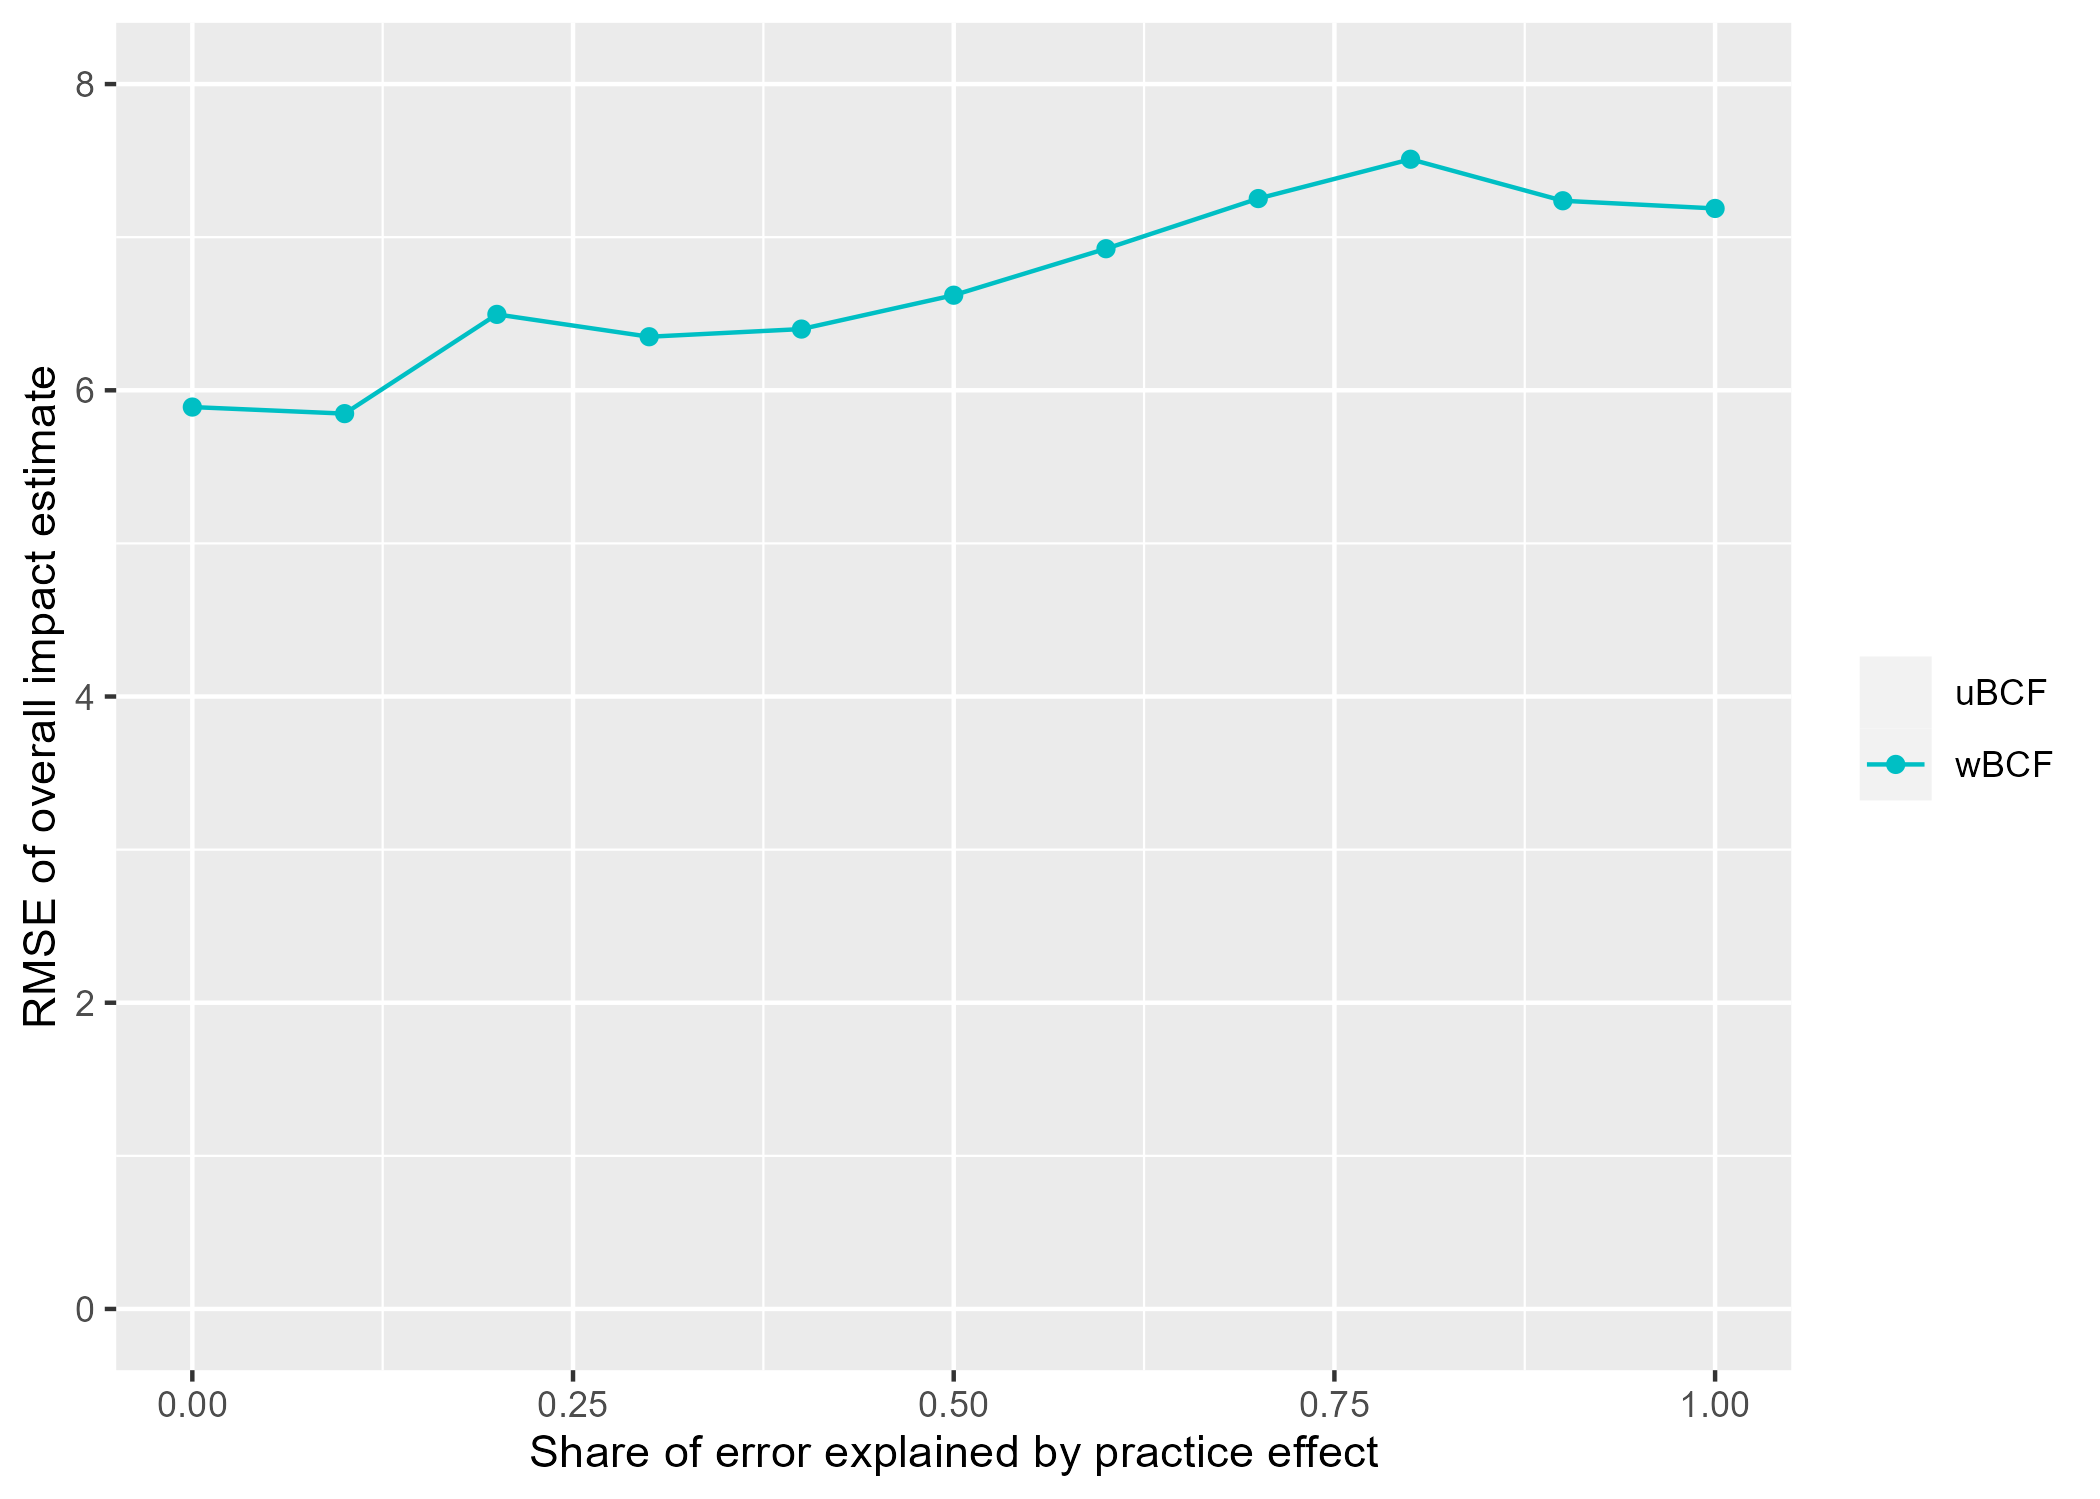 RMSE of overall impact estimate
8
6
4
2
0
0.00
0.25
0.50
0.75
1.00
Share of error explained by practice effect
uBCF
wBCF